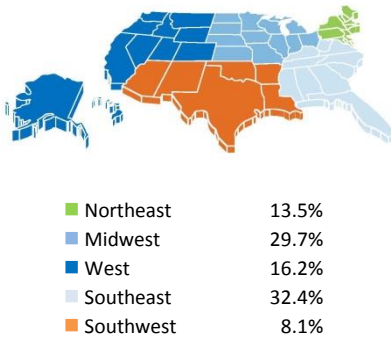 Northeast 13.5%
Midwest 29.7%
West 16.2%
Southeast 32.4%
Southwest 8.1%